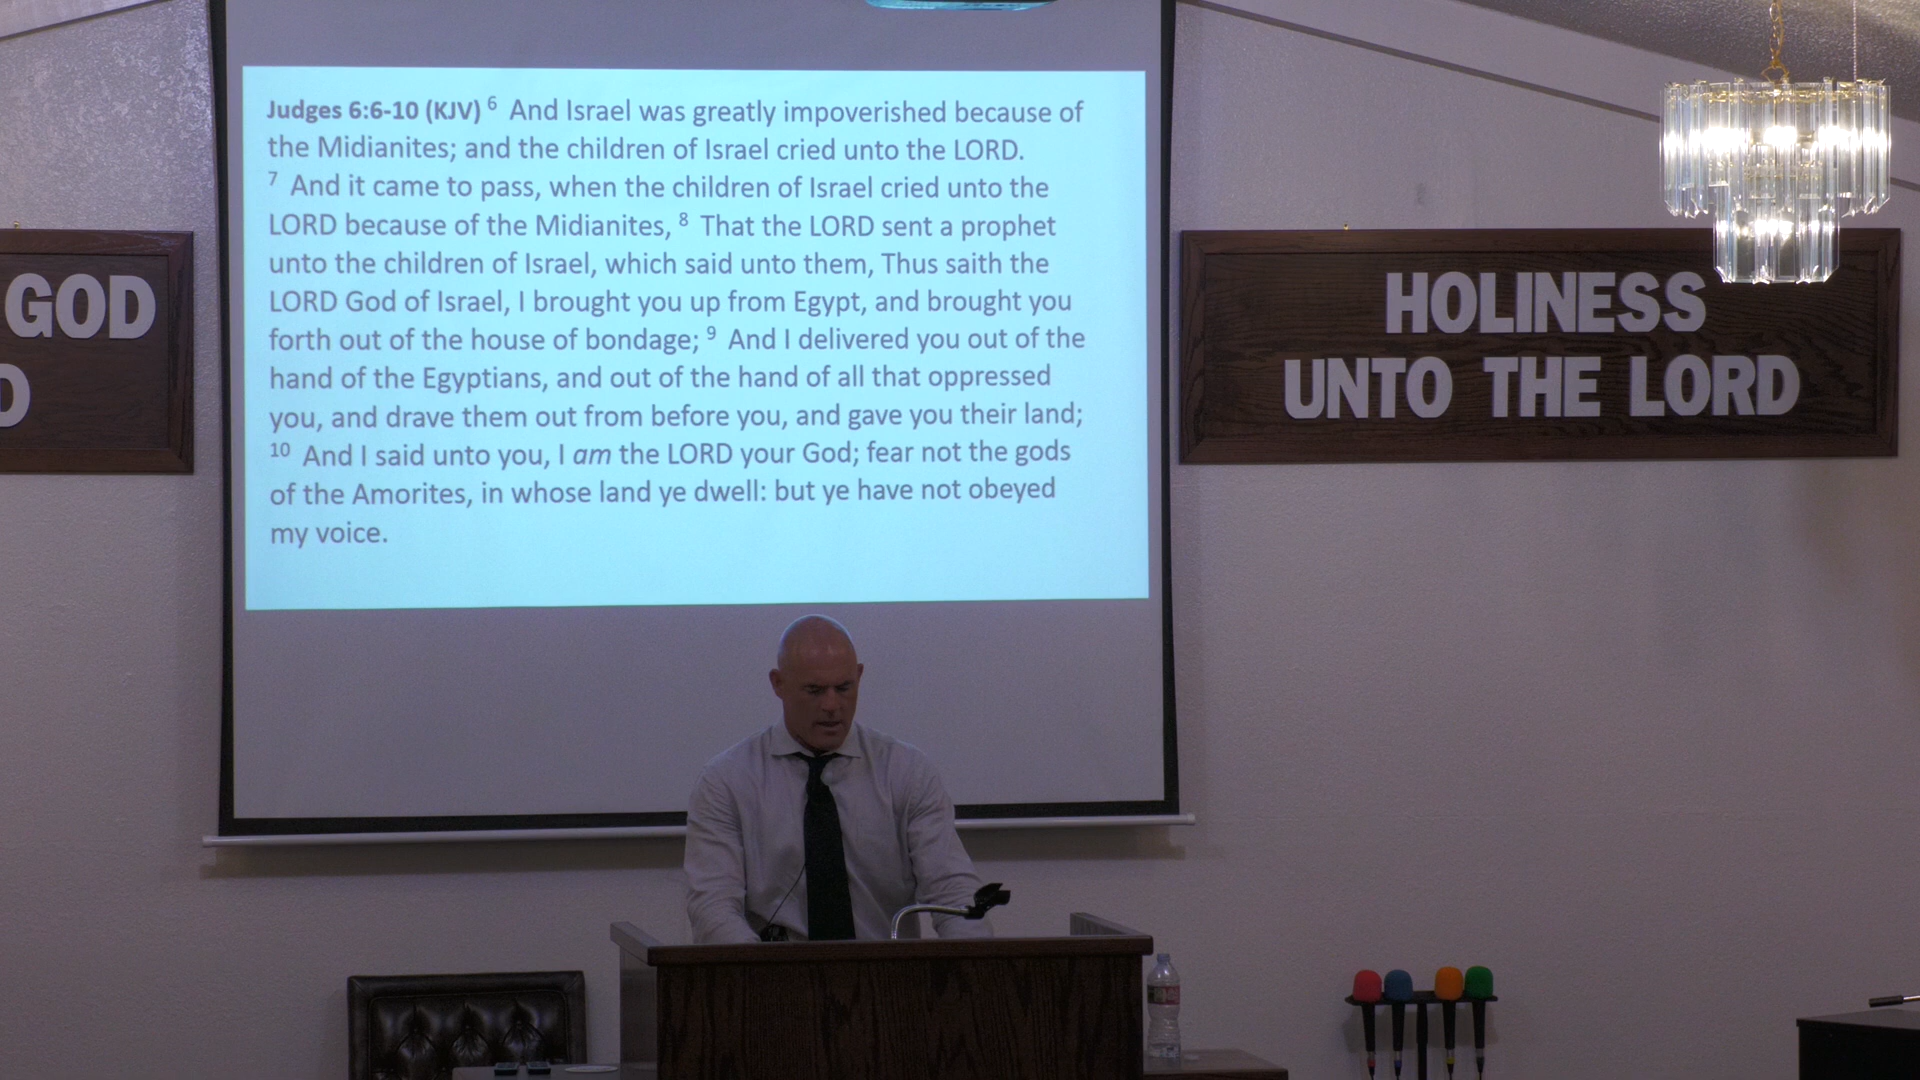 Judges 6:6-10 (KJV) 6 And Israel was greatly impoverished because of
the Midianites; and the children of Israel cried unto the LORD.
7 And it came to pass, when the children of Israel cried unto the
LORD because of the Midianites, 8 That the LORD sent a prophet
unto the children of Israel, which said unto them, Thus saith the
LORD God of Israel, I brought you up from Egypt, and brought you
forth out of the house of bondage; 9 And I delivered you out of the
hand of the Egyptians, and out of the hand of all that oppressed
you, and drave them out from before you, and gave you their land;
10 And I said unto you, I am the LORD your God; fear not the gods
of the Amorites, in whose land ye dwell: but ye have not obeyed
my voice.
GOD
D
HOLINESS
UNTO THE LORD